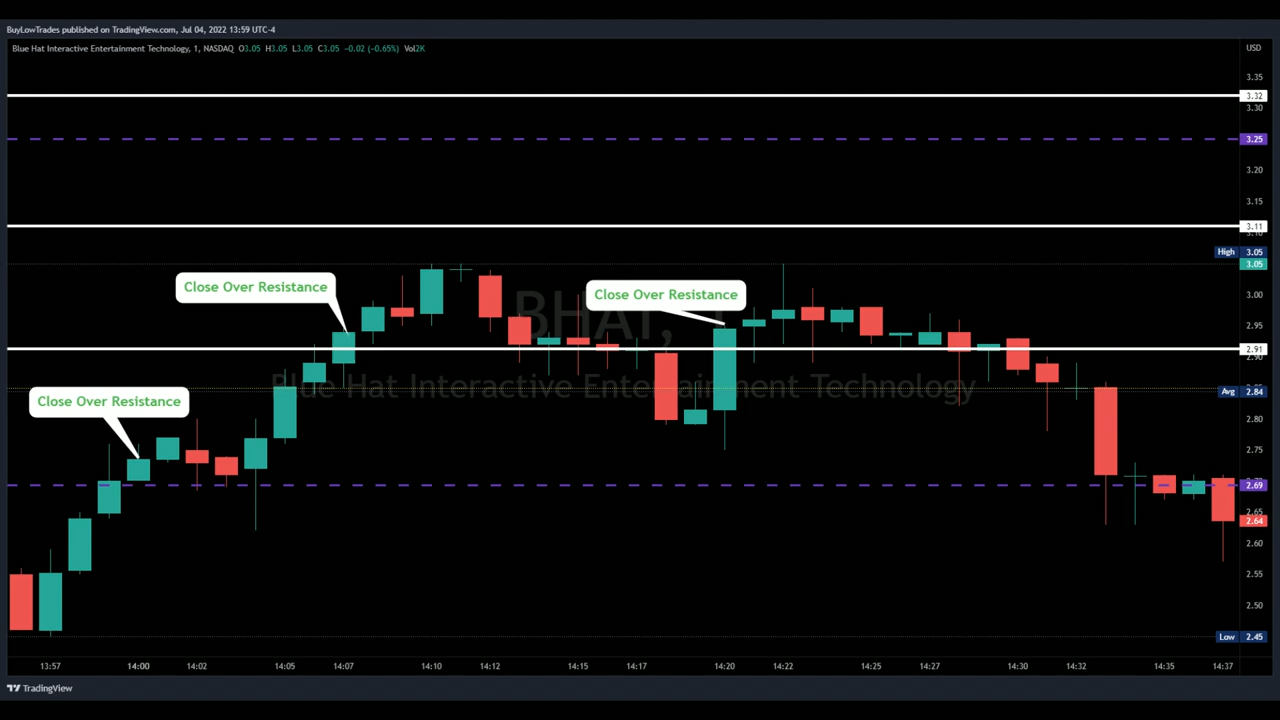 BuyLowTrades published on TradingView.com, Jul 04, 2022 13:59 UTC-4
Blue Hat Interactive Entertainment Technology, 1, NASDAQ O3.05 H3.05 L3.05 C3.05 -0.02 (-0.65%) Vol2K
USD
3.35
3.32
3.30
3.25
3.20
3.15
3.11
3.10
High 3.05
3.05
Close Over Resistance
Close Over Resistance
3.00
BHAT, 1
2.95
2.91
2.90
Blue Hat Interactive Entertainment Technology
Avg 2.84
Close Over Resistance
2.80
2.75
2.69
2.65
2.64
2.60
2.55
2.50
Low 2.45
13:57 14:00 14:02 14:05 14:07 14:10 14:12 14:15 14:17 14:20 14:22 14:25 14:27 14:30 14:32 14:35 14:37
TradingView